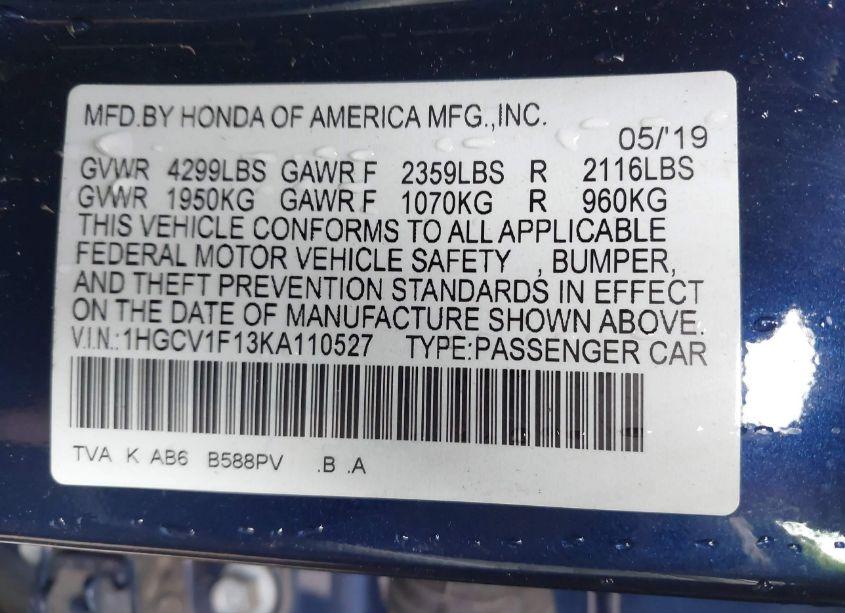 MFD.BY HONDA OF AMERICA MFG.,INC.
05/'19
GVWR 4299LBS GAWR F 2359LBS R 2116LBS
GVWR 1950KG GAWR F 1070KG R 960KG
THIS VEHICLE CONFORMS TO ALL APPLICABLE
FEDERAL MOTOR VEHICLE SAFETY , BUMPER,
AND THEFT PREVENTION STANDARDS IN EFFECT
ON THE DATE OF MANUFACTURE SHOWN ABOVE.
V.I.N.:1HGCV1F13KA110527 TYPE:PASSENGER CAR
TVA K AB6 B588PV .B .A